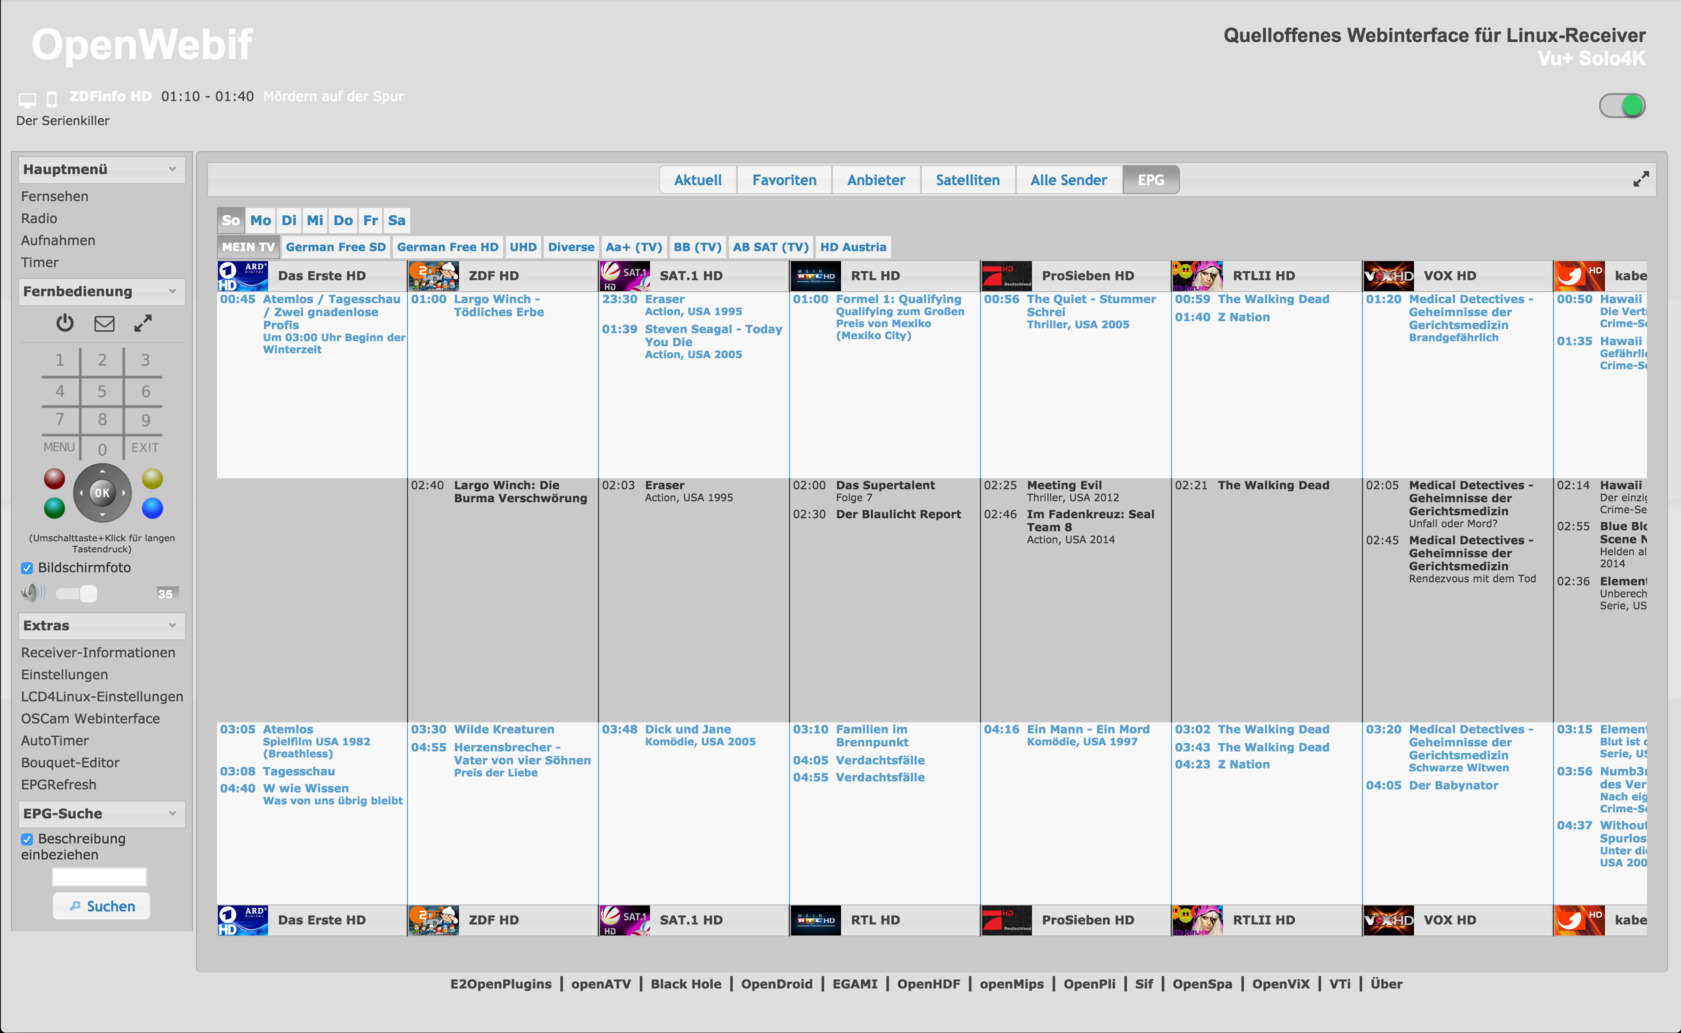 OpenWebif
Quelloffenes Webinterface für Linux-Receiver
Vu+ Solo4K
ZDFinfo HD 01:10 - 01:40 Mördern auf der Spur
Der Serienkiller
Hauptmenü
Fernsehen
Radio
Aufnahmen
Timer
Fernbedienung
1 2 3
4 5 6
7 8 9
MENU 0 EXIT
OK
(Umschalttaste+Klick für langen
Tastendruck)
Bildschirmfoto
35
Extras
Receiver-Informationen
Einstellungen
LCD4Linux-Einstellungen
OSCam Webinterface
AutoTimer
Bouquet-Editor
EPGRefresh
EPG-Suche
Beschreibung
einbeziehen
Suchen
Aktuell Favoriten Anbieter Satelliten Alle Sender EPG
So Mo Di Mi Do Fr Sa
MEIN TV German Free SD German Free HD UHD Diverse Aa+ (TV) BB (TV) AB SAT (TV) HD Austria
Das Erste HD ZDF HD SAT.1 HD RTL HD ProSieben HD RTLII HD VOX HD kabe
00:45 Atemlos / Tagesschau
/ Zwei gnadenlose
Profis
Um 03:00 Uhr Beginn der
Winterzeit
01:00 Largo Winch -
Tödliches Erbe
23:30 Eraser
Action, USA 1995
01:39 Steven Seagal - Today
You Die
Action, USA 2005
01:00 Formel 1: Qualifying
Qualifying zum Großen
Preis von Mexiko
(Mexiko City)
00:56 The Quiet - Stummer
Schrei
Thriller, USA 2005
00:59 The Walking Dead
01:40 Z Nation
01:20 Medical Detectives -
Geheimnisse der
Gerichtsmedizin
Brandgefährlich
00:50 Hawaii
Die Vert
Crime-Se
01:35 Hawaii
Gefährlic
Crime-Se
02:40 Largo Winch: Die
Burma Verschwörung
02:03 Eraser
Action, USA 1995
02:00 Das Supertalent
Folge 7
02:30 Der Blaulicht Report
02:25 Meeting Evil
Thriller, USA 2012
02:46 Im Fadenkreuz: Seal
Team 8
Action, USA 2014
02:21 The Walking Dead
02:05 Medical Detectives -
Geheimnisse der
Gerichtsmedizin
Unfall oder Mord?
02:45 Medical Detectives -
Geheimnisse der
Gerichtsmedizin
Rendezvous mit dem Tod
02:14 Hawaii
Der einzig
Crime-Se
02:55 Blue Blo
Scene N
Helden al
2014
02:36 Element
Unberech
Serie, US
03:05 Atemlos
Spielfilm USA 1982
(Breathless)
03:08 Tagesschau
04:40 W wie Wissen
Was von uns übrig bleibt
03:30 Wilde Kreaturen
04:55 Herzensbrecher -
Vater von vier Söhnen
Preis der Liebe
03:48 Dick und Jane
Komödie, USA 2005
03:10 Familien im
Brennpunkt
04:05 Verdachtsfälle
04:55 Verdachtsfälle
04:16 Ein Mann - Ein Mord
Komödie, USA 1997
03:02 The Walking Dead
03:43 The Walking Dead
04:23 Z Nation
03:20 Medical Detectives -
Geheimnisse der
Gerichtsmedizin
Schwarze Witwen
04:05 Der Babynator
03:15 Element
Blut ist d
Serie, US
03:56 Numb3r
des Ver
Nach eig
Crime-Se
04:37 Without
Spurlos
Unter di
USA 200
Das Erste HD ZDF HD SAT.1 HD RTL HD ProSieben HD RTLII HD VOX HD kabe
E2OpenPlugins | openATV | Black Hole | OpenDroid | EGAMI | OpenHDF | openMips | OpenPli | Sif | OpenSpa | OpenViX | VTi | Über